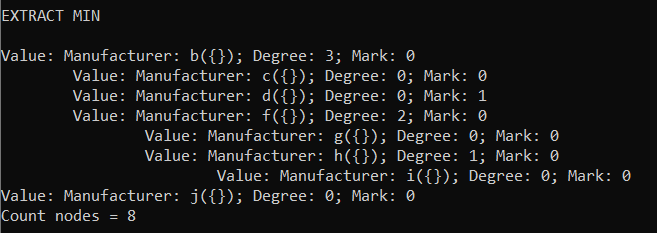 EXTRACT MIN
Value: Manufacturer: b({}); Degree: 3; Mark: 0
Value: Manufacturer: c({}); Degree: 0; Mark: 0
Value: Manufacturer: d({}); Degree: 0; Mark: 1
Value: Manufacturer: f({}); Degree: 2; Mark: 0
Value: Manufacturer: g({}); Degree: 0; Mark: 0
Value: Manufacturer: h({}); Degree: 1; Mark: 0
Value: Manufacturer: i({}); Degree: 0; Mark: 0
Value: Manufacturer: j({}); Degree: 0; Mark: 0
Count nodes = 8